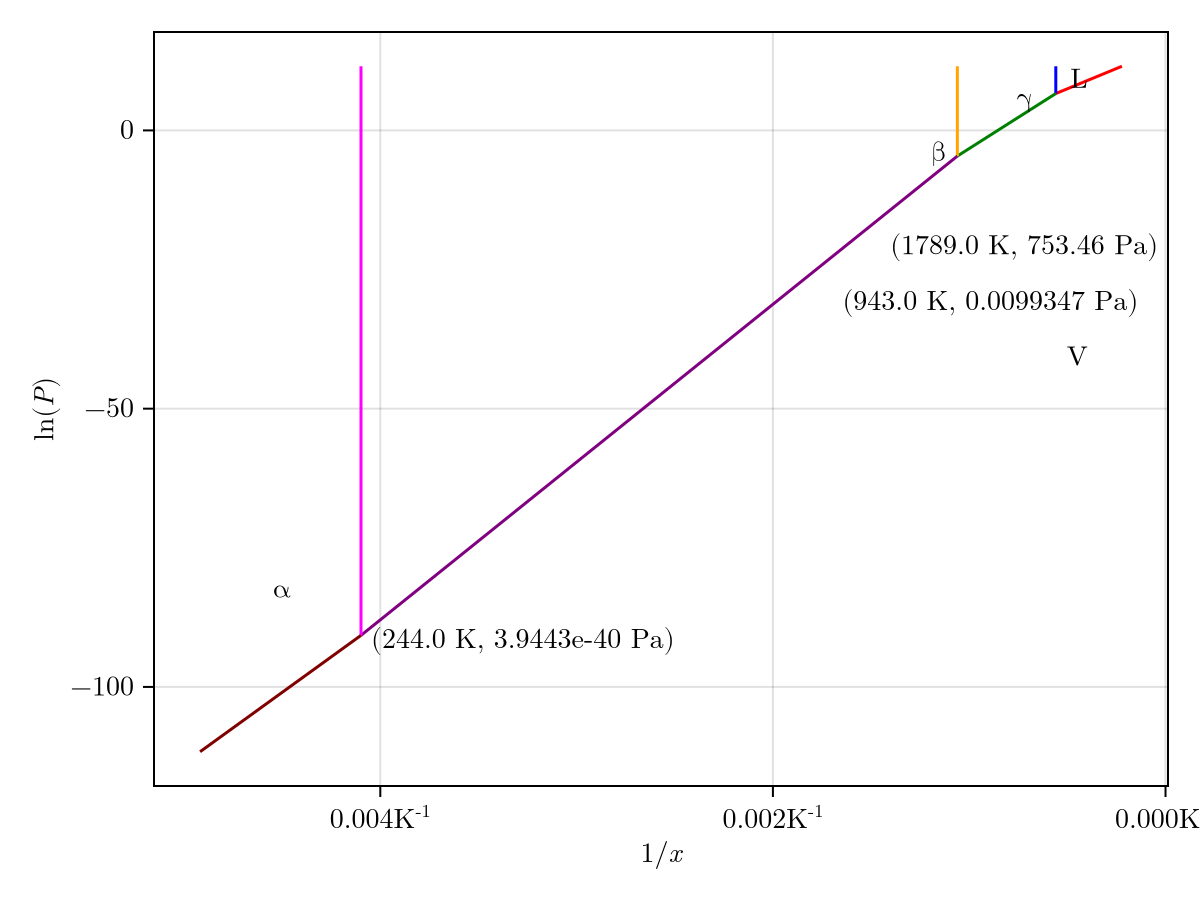 L
γ
0
β
(1789.0 K, 753.46 Pa)
(943.0 K, 0.0099347 Pa)
V
ln(P)
−50
α
(244.0 K, 3.9443e-40 Pa)
−100
0.004K⁻¹ 0.002K⁻¹ 0.000K
1/x